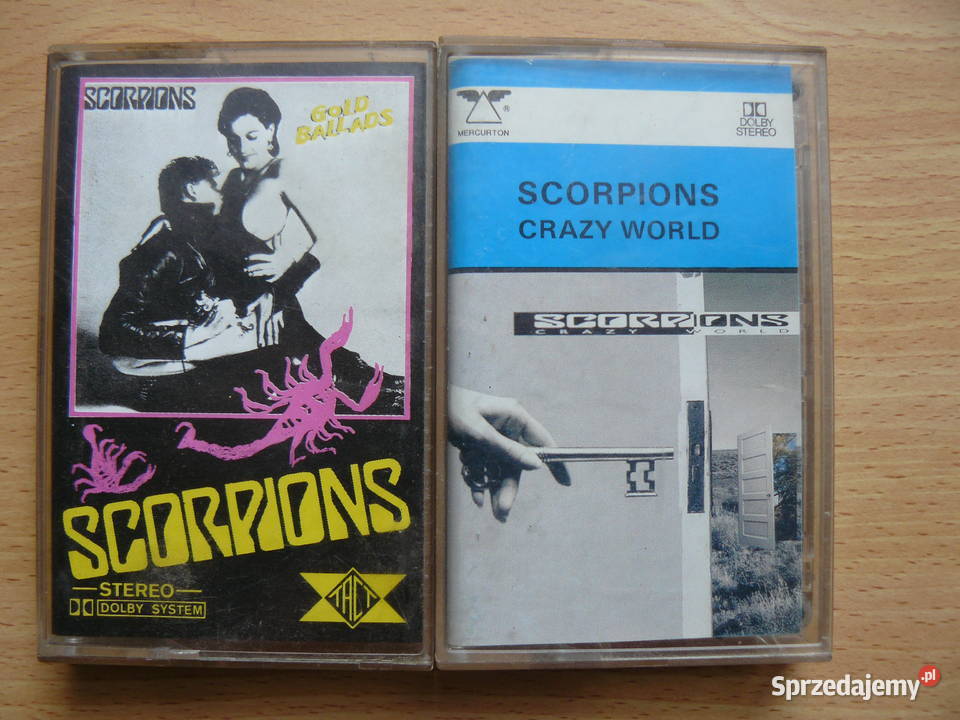 SCORPIONS
GOLD
BALLADS
SCORPIONS
STEREO
DOLBY SYSTEM
TACT
MERCURTON
®
DOLBY
STEREO
SCORPIONS
CRAZY WORLD
SCORPIONS
CRAZY WORLD
Sprzedajemy.pl